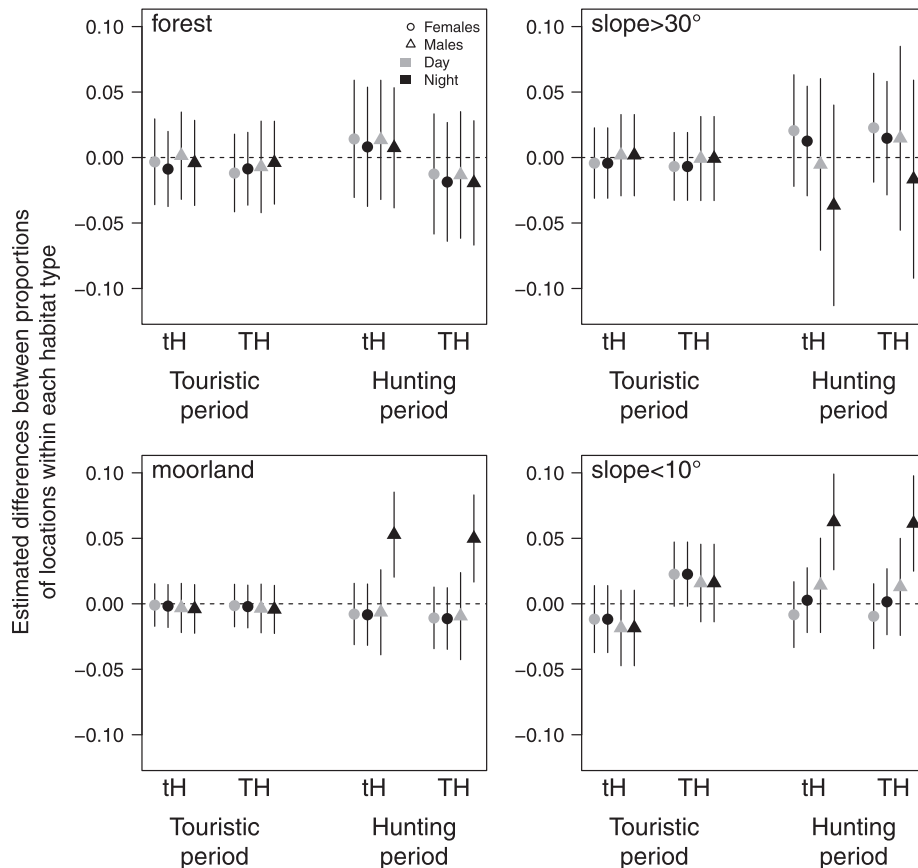 Estimated differences between proportions
of locations within each habitat type
forest
Females
Males
Day
Night
0.10
0.05
0.00
−0.05
−0.10
tH TH tH TH
Touristic period
Hunting period
slope>30°
0.10
0.05
0.00
−0.05
−0.10
tH TH tH TH
Touristic period
Hunting period
moorland
0.10
0.05
0.00
−0.05
−0.10
tH TH tH TH
Touristic period
Hunting period
slope<10°
0.10
0.05
0.00
−0.05
−0.10
tH TH tH TH
Touristic period
Hunting period